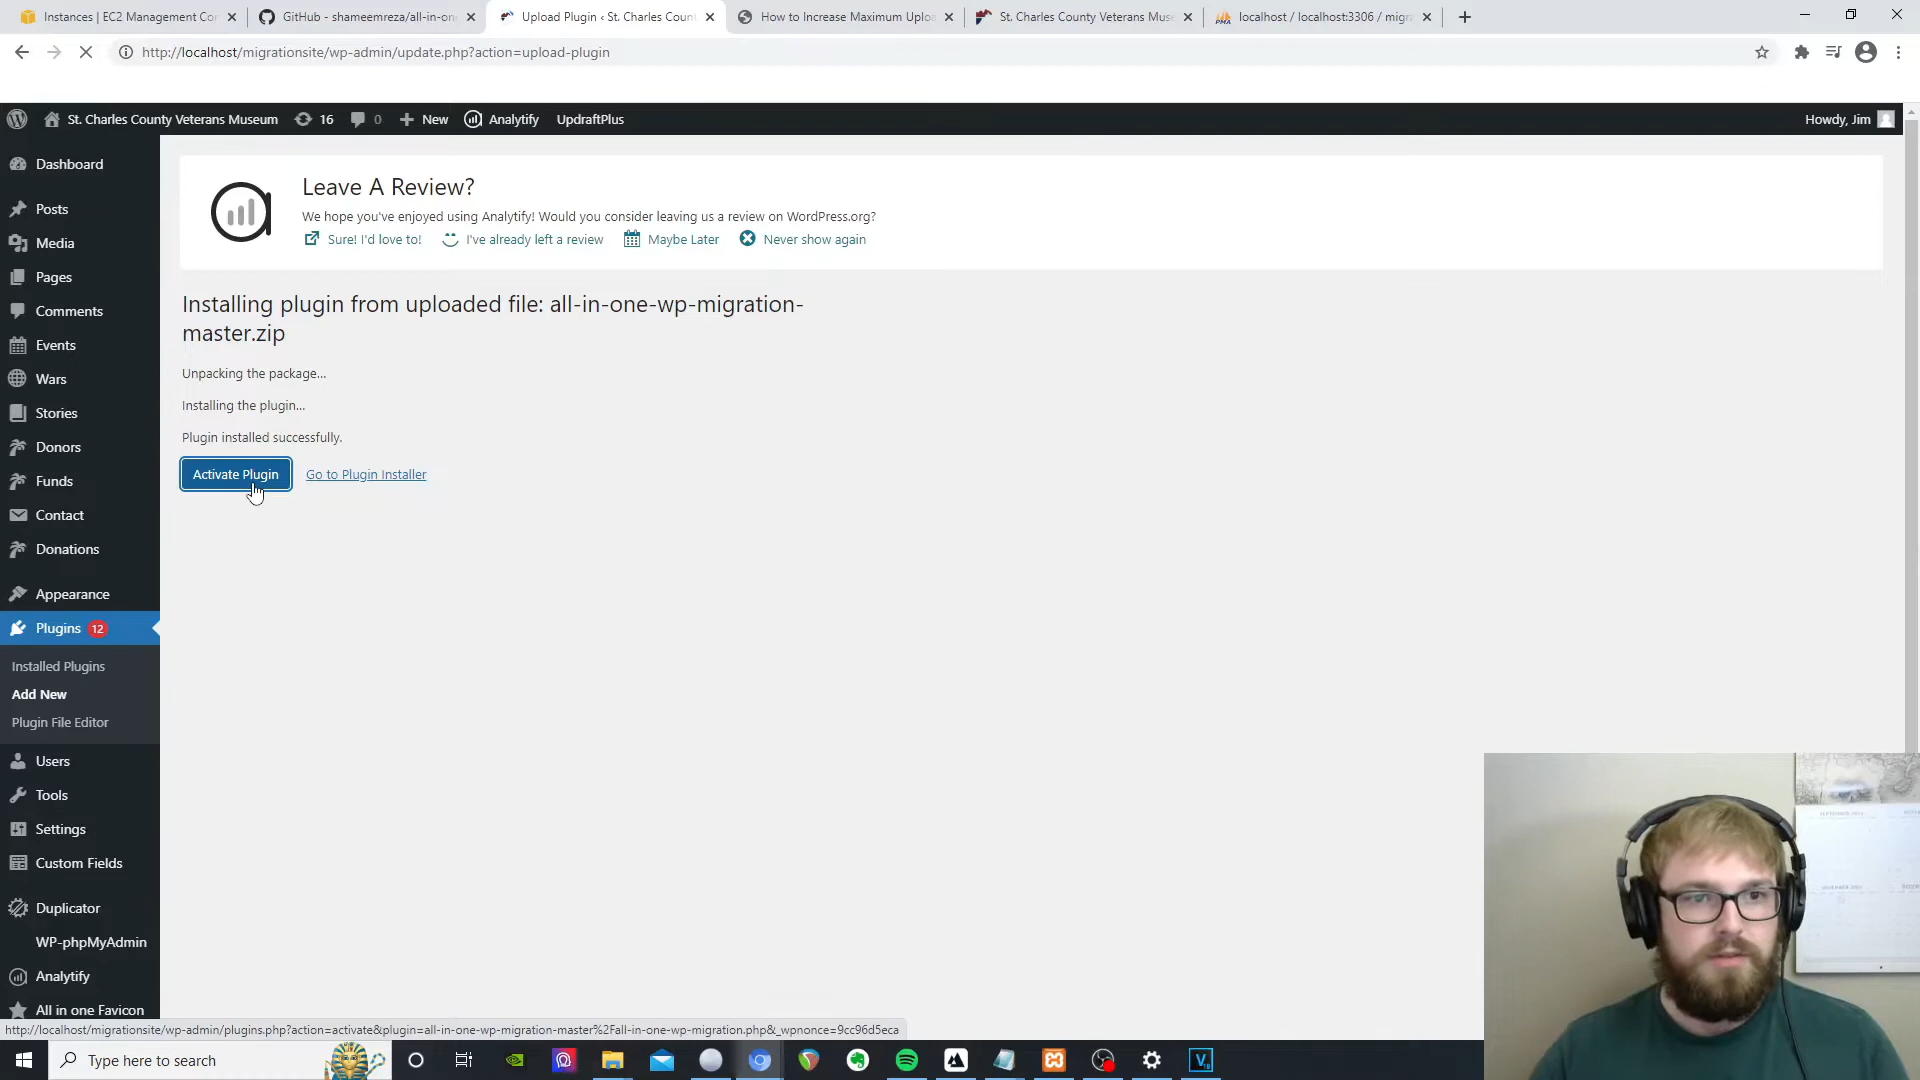 Instances | EC2 Management Con
GitHub - shameemreza/all-in-one
Upload Plugin ‹ St. Charles Count
How to Increase Maximum Uploa
St. Charles County Veterans Mus
localhost / localhost:3306 / migr
http://localhost/migrationsite/wp-admin/update.php?action=upload-plugin
St. Charles County Veterans Museum
16
0
New
Analytify
UpdraftPlus
Howdy, Jim
Dashboard
Posts
Media
Pages
Comments
Events
Wars
Stories
Donors
Funds
Contact
Donations
Appearance
Plugins 12
Installed Plugins
Add New
Plugin File Editor
Users
Tools
Settings
Custom Fields
Duplicator
WP-phpMyAdmin
Analytify
All in one Favicon
Leave A Review?
We hope you've enjoyed using Analytify! Would you consider leaving us a review on WordPress.org?
Sure! I'd love to!
I've already left a review
Maybe Later
Never show again
Installing plugin from uploaded file: all-in-one-wp-migration-
master.zip
Unpacking the package...
Installing the plugin...
Plugin installed successfully.
Activate Plugin
Go to Plugin Installer
http://localhost/migrationsite/wp-admin/plugins.php?action=activate&plugin=all-in-one-wp-migration-master%2Fall-in-one-wp-migration.php&_wpnonce=9cc96d5eca
Type here to search